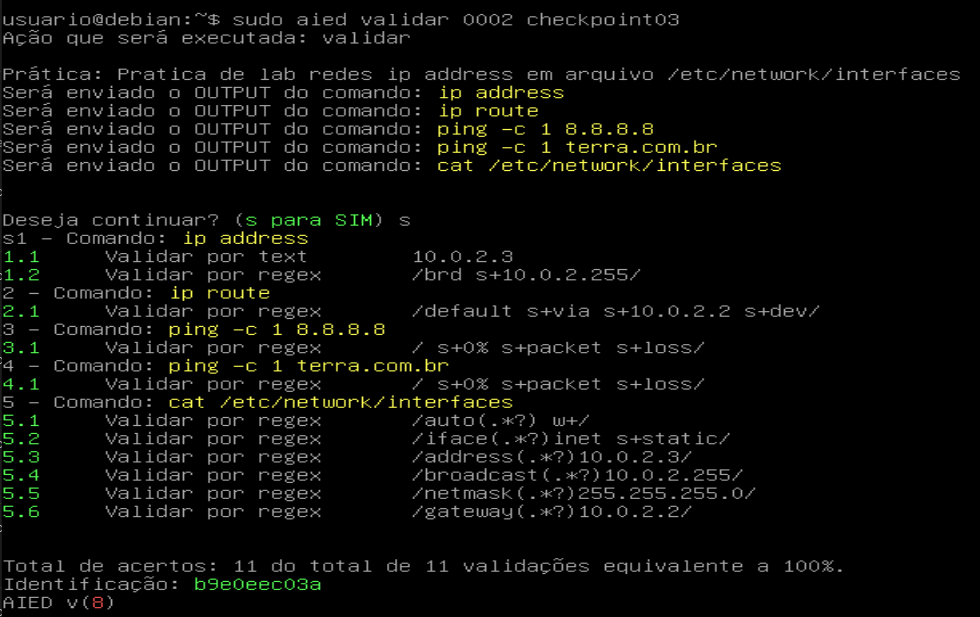 usuario@debian:~$ sudo aied validar 0002 checkpoint03
Ação que será executada: validar
Prática: Pratica de lab redes ip address em arquivo /etc/network/interfaces
Será enviado o OUTPUT do comando: ip address
Será enviado o OUTPUT do comando: ip route
Será enviado o OUTPUT do comando: ping -c 1 8.8.8.8
Será enviado o OUTPUT do comando: ping -c 1 terra.com.br
Será enviado o OUTPUT do comando: cat /etc/network/interfaces
Deseja continuar? (s para SIM) s
s1 - Comando: ip address
1.1 Validar por text 10.0.2.3
1.2 Validar por regex /brd s+10.0.2.255/
2 - Comando: ip route
2.1 Validar por regex /default s+via s+10.0.2.2 s+dev/
3 - Comando: ping -c 1 8.8.8.8
3.1 Validar por regex / s+0% s+packet s+loss/
4 - Comando: ping -c 1 terra.com.br
4.1 Validar por regex / s+0% s+packet s+loss/
5 - Comando: cat /etc/network/interfaces
5.1 Validar por regex /auto(.*?) w+/
5.2 Validar por regex /iface(.*?)inet s+static/
5.3 Validar por regex /address(.*?)10.0.2.3/
5.4 Validar por regex /broadcast(.*?)10.0.2.255/
5.5 Validar por regex /netmask(.*?)255.255.255.0/
5.6 Validar por regex /gateway(.*?)10.0.2.2/
Total de acertos: 11 do total de 11 validações equivalente a 100%.
Identificação: b9e0eec03a
AIED v(8)